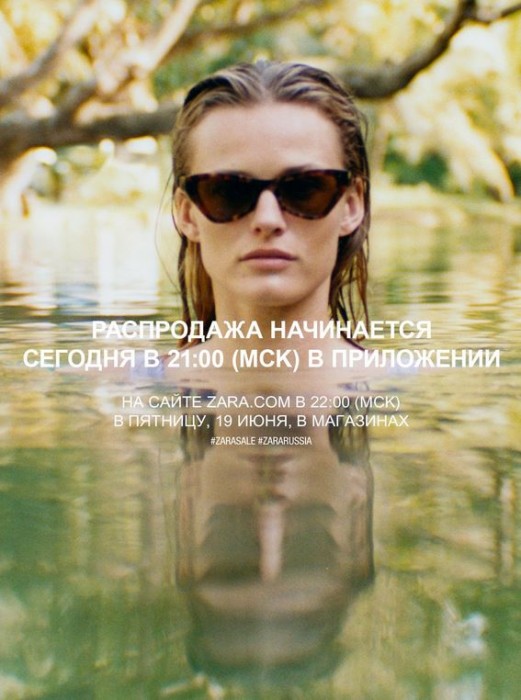 РАСПРОДАЖА НАЧИНАЕТСЯ
СЕГОДНЯ В 21:00 (МСК) В ПРИЛОЖЕНИИ
НА САЙТЕ ZARA.COM В 22:00 (МСК)
В ПЯТНИЦУ, 19 ИЮНЯ, В МАГАЗИНАХ
#ZARASALE #ZARARUSSIA